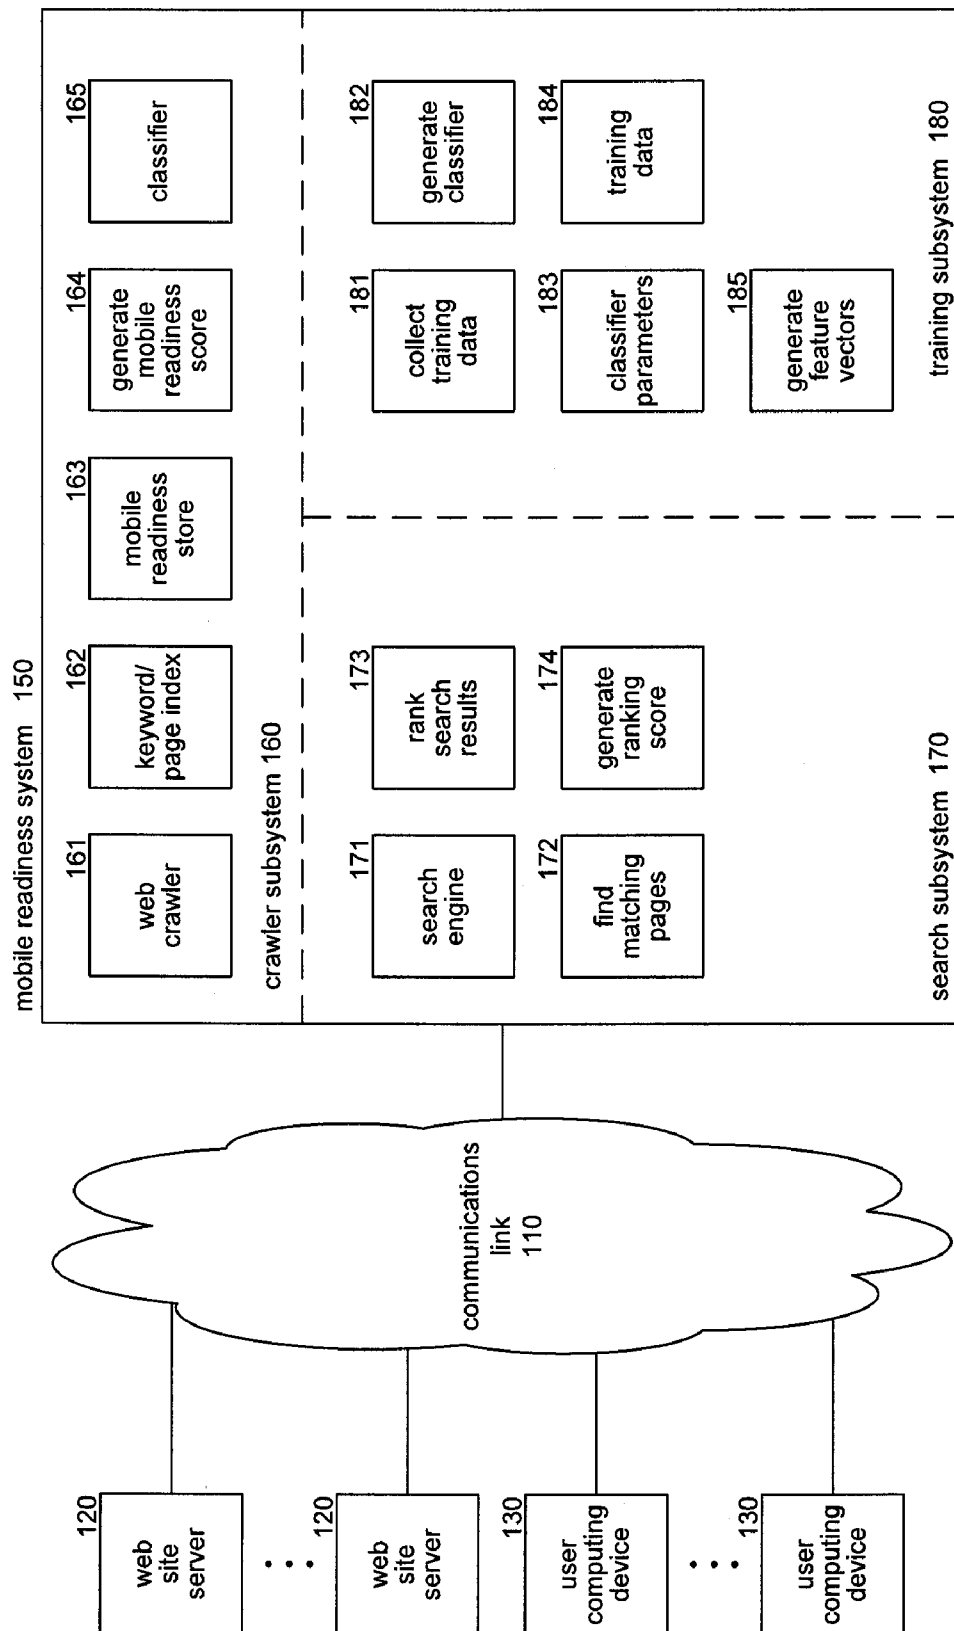 mobile readiness system 150
161
web
crawler
162
keyword/
page index
163
mobile
readiness
store
164
generate
mobile
readiness
score
165
classifier
crawler subsystem 160
171
search
engine
173
rank
search
results
172
find
matching
pages
174
generate
ranking
score
search subsystem 170
181
collect
training
data
182
generate
classifier
183
classifier
parameters
184
training
data
185
generate
feature
vectors
training subsystem 180
communications
link
110
120
web
site
server
120
web
site
server
130
user
computing
device
130
user
computing
device